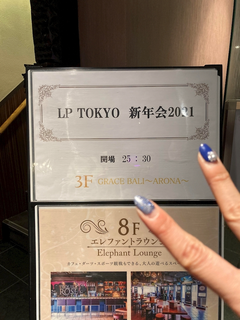 LP TOKYO 新年会2021
開場 25:30
3F GRACE BALI～ARONA～
8F
エレファントラウンジ
Elephant Lounge